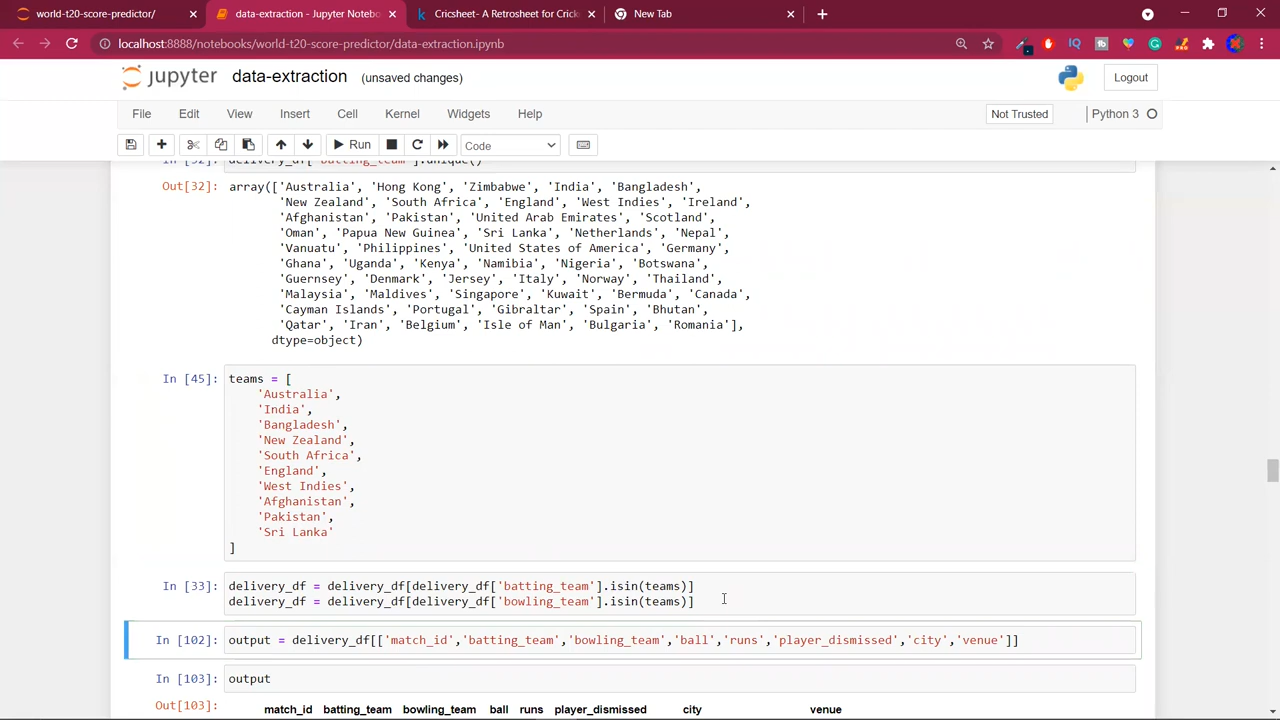 world-t20-score-predictor/
data-extraction - Jupyter Notebo
Cricsheet- A Retrosheet for Crick
New Tab
localhost:8888/notebooks/world-t20-score-predictor/data-extraction.ipynb
jupyter data-extraction (unsaved changes)
Logout
File Edit View Insert Cell Kernel Widgets Help
Not Trusted
Python 3
Run
Code
In [32]: delivery_df['batting_team'].unique()
Out[32]: array(['Australia', 'Hong Kong', 'Zimbabwe', 'India', 'Bangladesh',
'New Zealand', 'South Africa', 'England', 'West Indies', 'Ireland',
'Afghanistan', 'Pakistan', 'United Arab Emirates', 'Scotland',
'Oman', 'Papua New Guinea', 'Sri Lanka', 'Netherlands', 'Nepal',
'Vanuatu', 'Philippines', 'United States of America', 'Germany',
'Ghana', 'Uganda', 'Kenya', 'Namibia', 'Nigeria', 'Botswana',
'Guernsey', 'Denmark', 'Jersey', 'Italy', 'Norway', 'Thailand',
'Malaysia', 'Maldives', 'Singapore', 'Kuwait', 'Bermuda', 'Canada',
'Cayman Islands', 'Portugal', 'Gibraltar', 'Spain', 'Bhutan',
'Qatar', 'Iran', 'Belgium', 'Isle of Man', 'Bulgaria', 'Romania'],
dtype=object)
In [45]: teams = [
'Australia',
'India',
'Bangladesh',
'New Zealand',
'South Africa',
'England',
'West Indies',
'Afghanistan',
'Pakistan',
'Sri Lanka'
]
In [33]: delivery_df = delivery_df[delivery_df['batting_team'].isin(teams)]
delivery_df = delivery_df[delivery_df['bowling_team'].isin(teams)]
In [102]: output = delivery_df[['match_id','batting_team','bowling_team','ball','runs','player_dismissed','city','venue']]
In [103]: output
Out[103]:
match_id batting_team bowling_team ball runs player_dismissed city venue